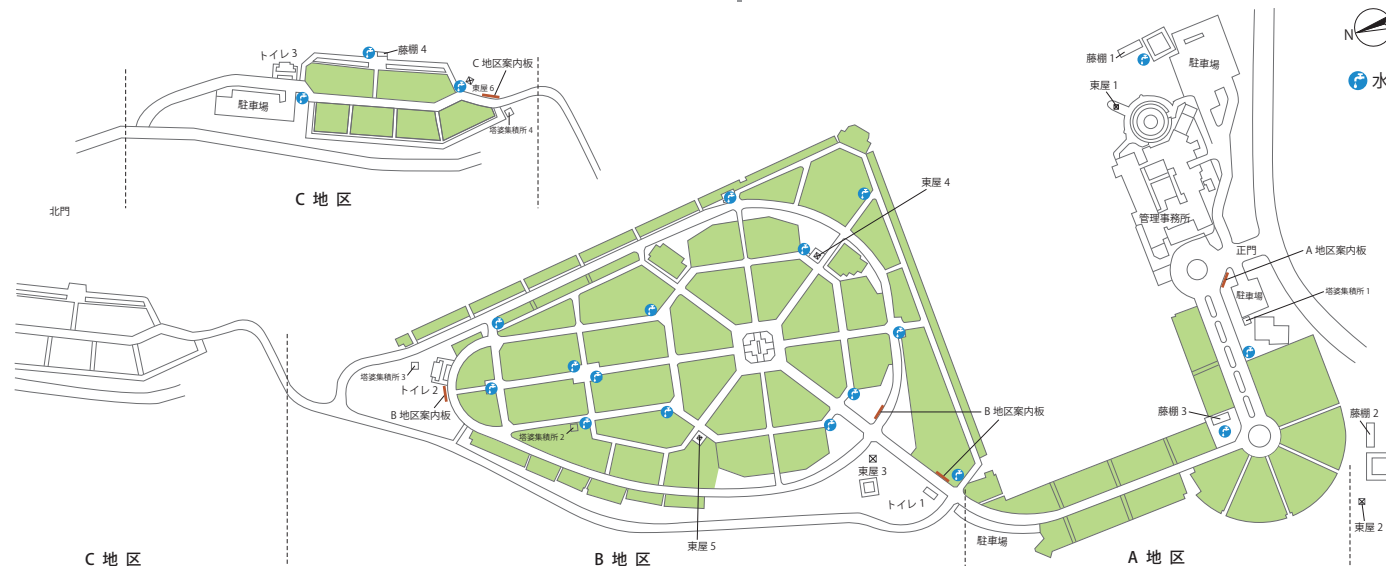 トイレ 3
藤棚 4
C 地区案内板
東屋 6
駐車場
塔婆集積所 4
C 地 区
北門
藤棚 1
駐車場
東屋 1
N
水
管理事務所
正門
A 地区案内板
駐車場
塔婆集積所 1
東屋 4
塔婆集積所 3
トイレ 2
B 地区案内板
塔婆集積所 2
B 地区案内板
藤棚 3
藤棚 2
東屋 3
トイレ 1
東屋 5
駐車場
東屋 2
C 地 区
B 地 区
A 地 区